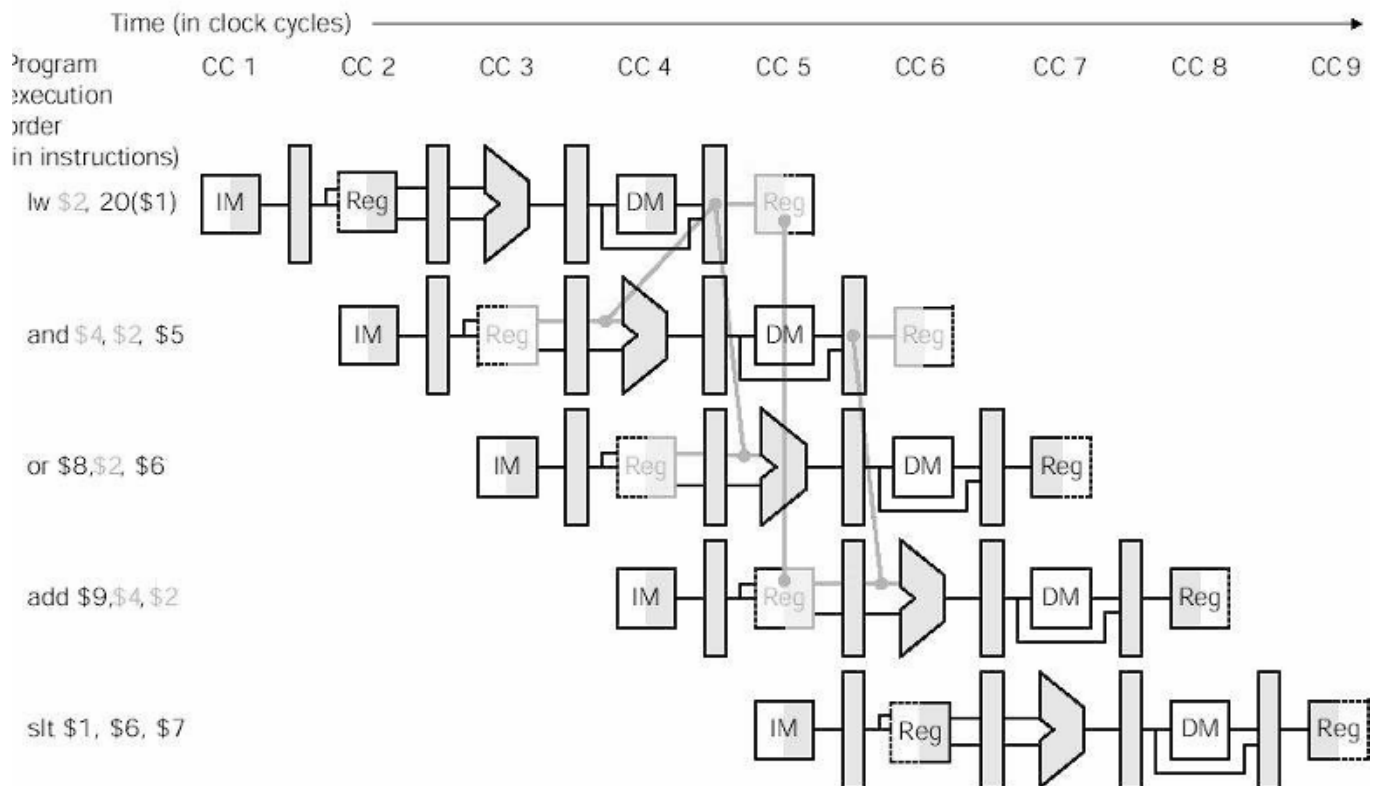 Time (in clock cycles)
Program CC 1 CC 2 CC 3 CC 4 CC 5 CC 6 CC 7 CC 8 CC 9
execution
order
in instructions)
lw $2, 20($1) IM Reg DM Reg
and $4, $2, $5 IM Reg DM Reg
or $8,$2, $6 IM Reg DM Reg
add $9,$4,$2 IM Reg DM Reg
slt $1, $6, $7 IM Reg DM Reg